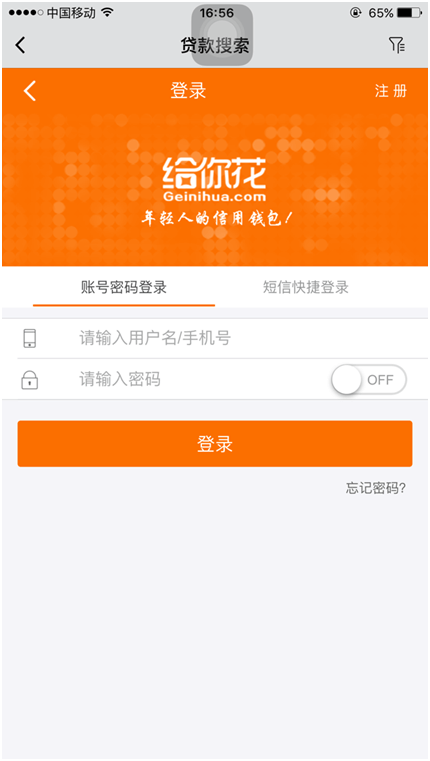 中国移动 16:56 65%
贷款搜索
登录 注 册
给你花
Geinihua.com
年轻人的信用钱包!
账号密码登录 短信快捷登录
请输入用户名/手机号
请输入密码 OFF
登录
忘记密码?